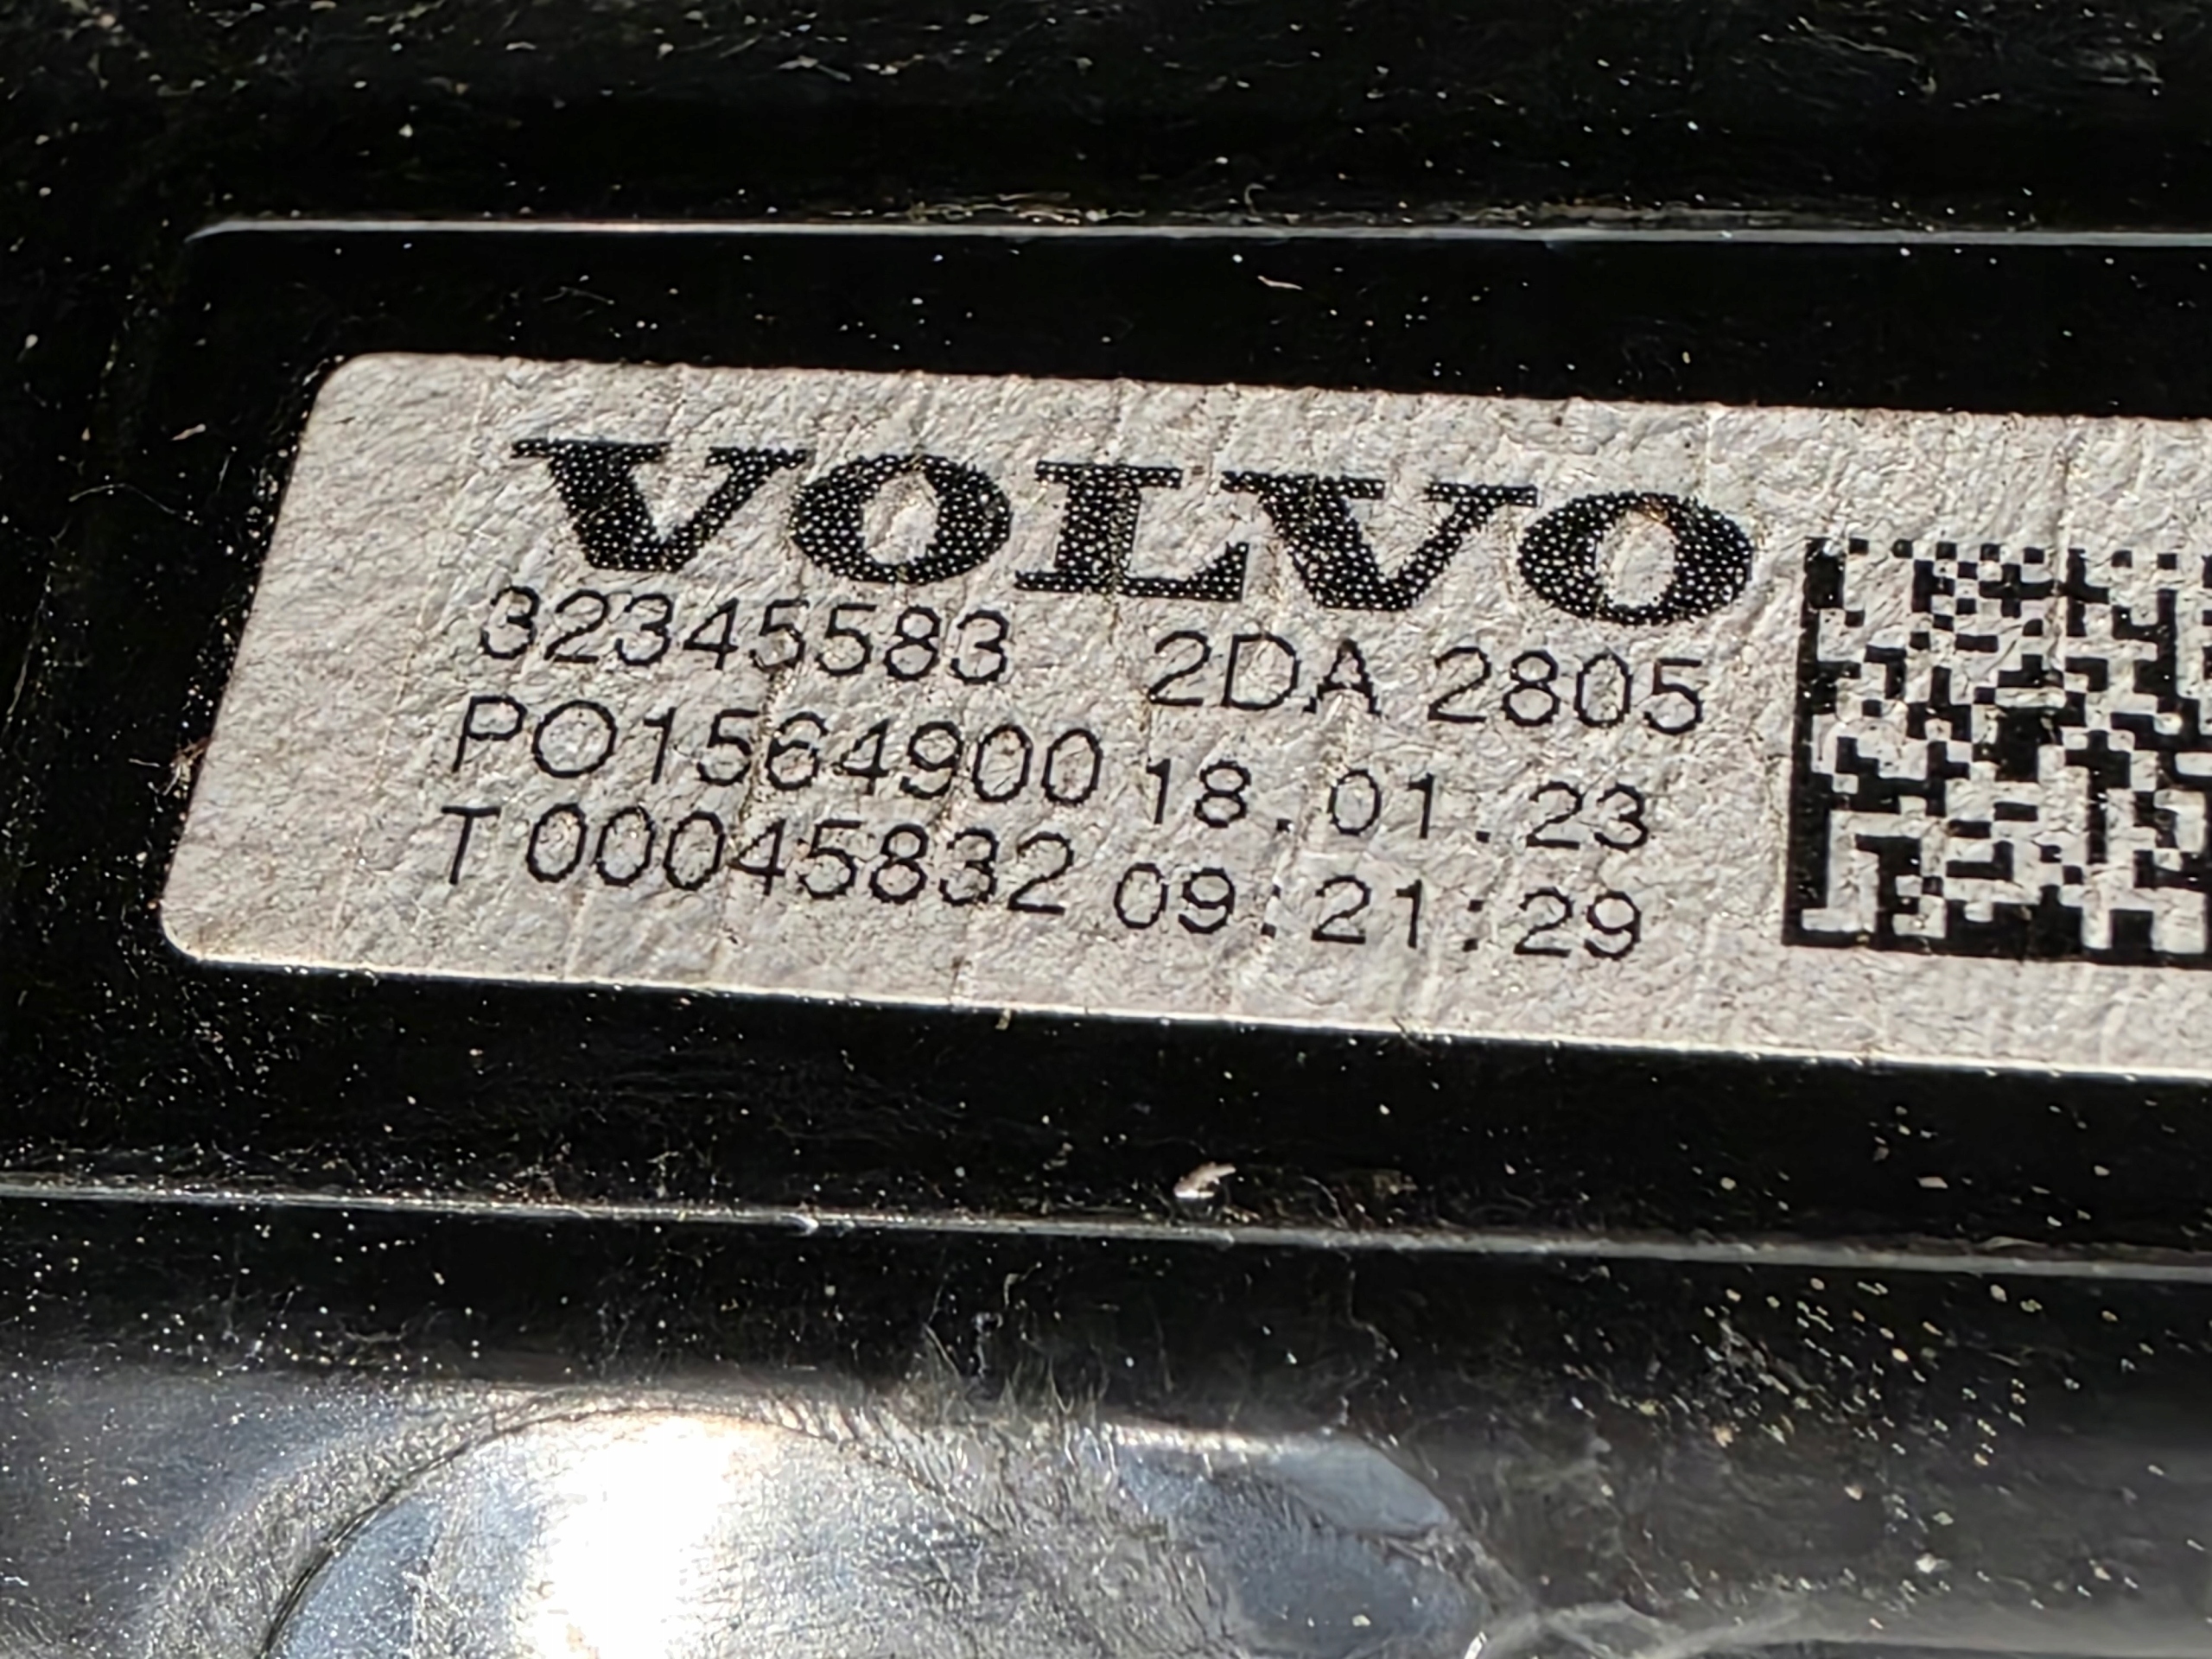 VOLVO
32345583 2DA 2805
PO1564900 18.01.23
T00045832 09:21:29